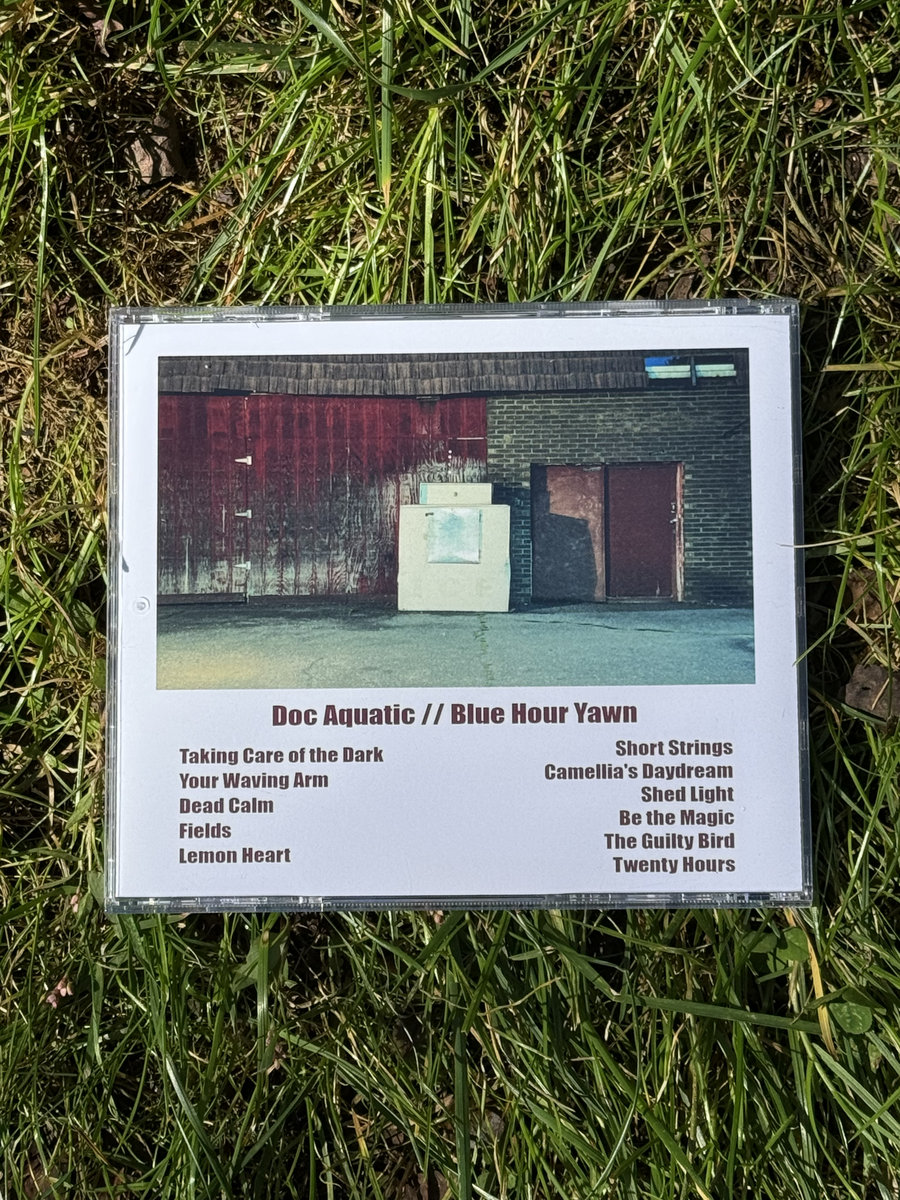 Doc Aquatic // Blue Hour Yawn
Taking Care of the Dark
Your Waving Arm
Dead Calm
Fields
Lemon Heart
Short Strings
Camellia's Daydream
Shed Light
Be the Magic
The Guilty Bird
Twenty Hours